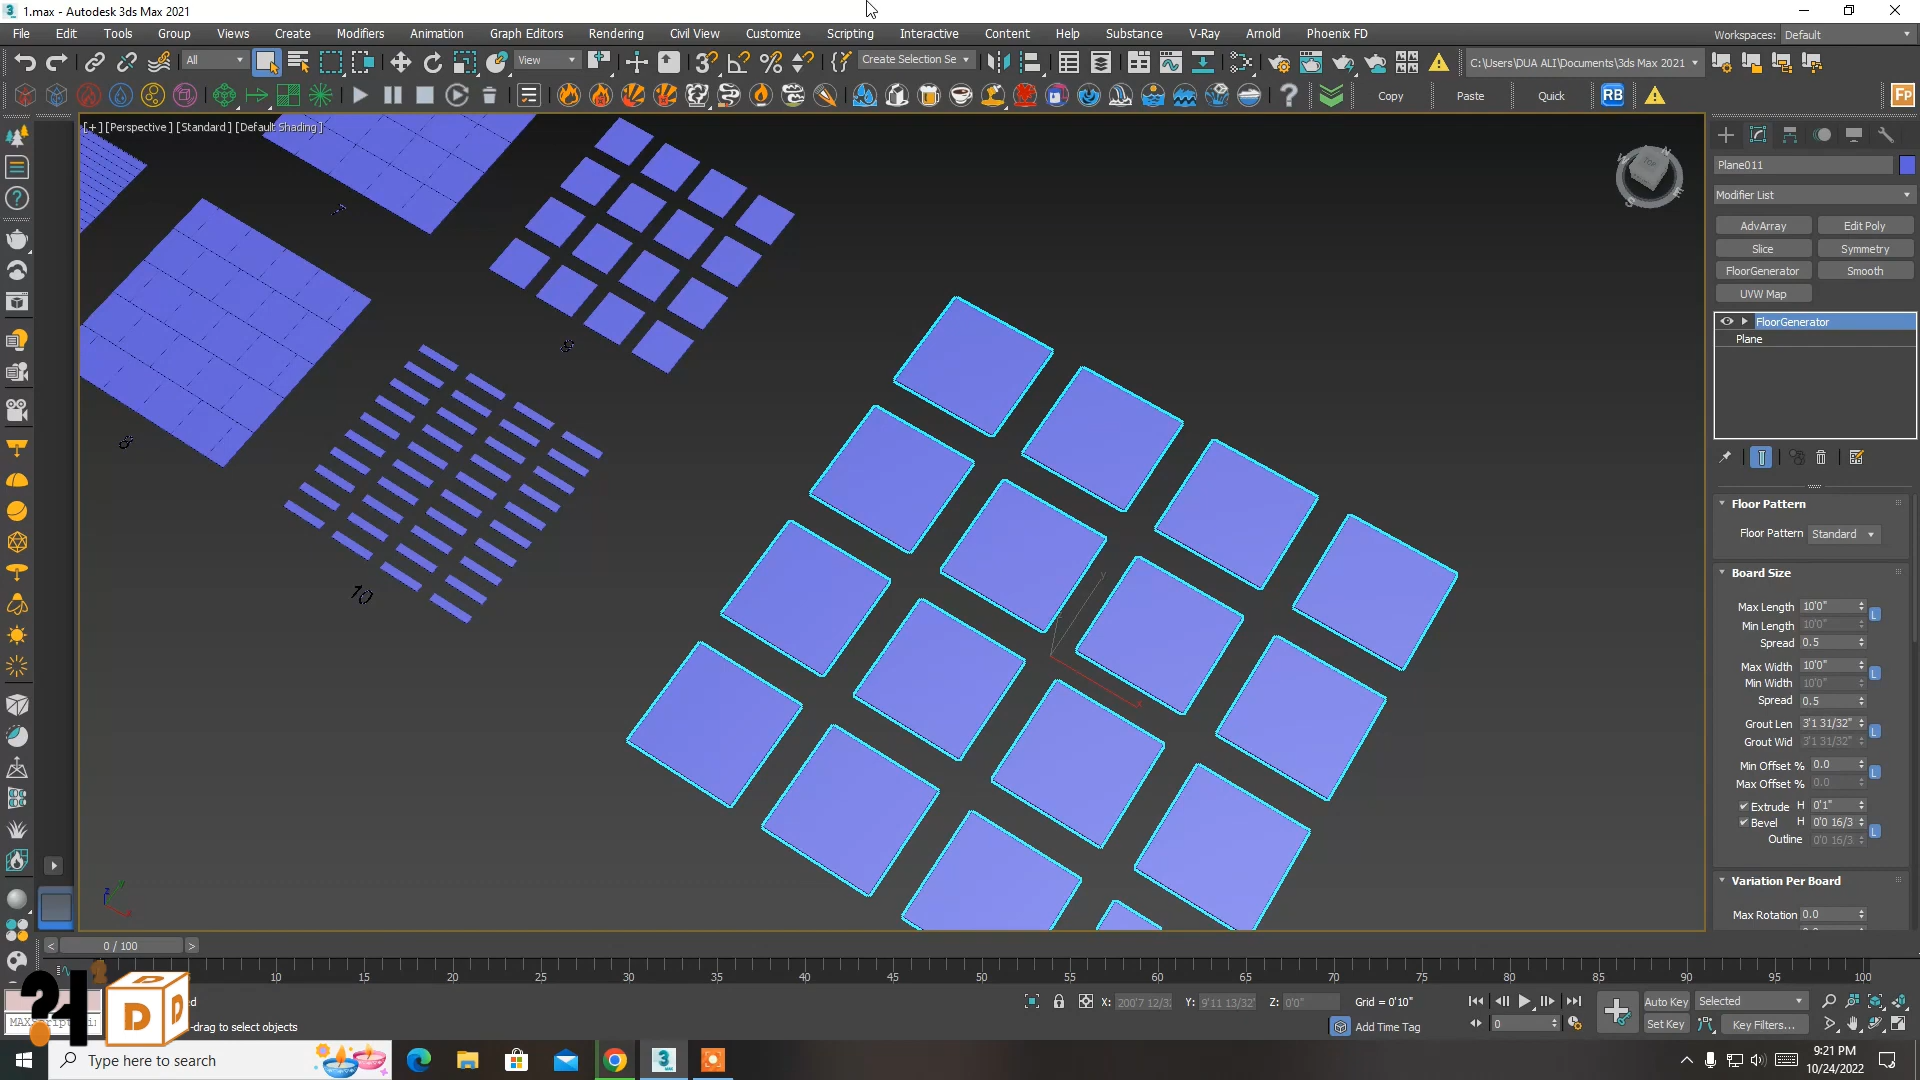 1.max - Autodesk 3ds Max 2021
File Edit Tools Group Views Create Modifiers Animation Graph Editors Rendering Civil View Customize Scripting Interactive Content Help Substance V-Ray Arnold Phoenix FD
Workspaces: Default
All
View
Create Selection Se
C:\Users\DUA ALI\Documents\3ds Max 2021
Copy Paste Quick RB Fp
[+] [Perspective] [Standard] [Default Shading]
Plane011
Modifier List
AdvArray Edit Poly
Slice Symmetry
FloorGenerator Smooth
UVW Map
FloorGenerator
Plane
Floor Pattern
Floor Pattern Standard
Board Size
Max Length 10'0" L
Min Length 10'0"
Spread 0.5
Max Width 10'0" L
Min Width 10'0"
Spread 0.5
Grout Len 3'1 31/32" L
Grout Wid 3'1 31/32"
Min Offset % 0.0 L
Max Offset % 0.0
Extrude H 0'1"
Bevel H 0'0 16/3 L
Outline 0'0 16/3
Variation Per Board
Max Rotation 0.0
TOP
N
E
S
W
8
9
10
0 / 100
10 15 20 25 30 35 40 45 50 55 60 65 70 75 80 85 90 95 100
X: 200'7 12/3 Y: 9'11 13/32" Z: 0'0" Grid = 0'10"
Add Time Tag
Auto Key Selected
Set Key Key Filters...
0
-drag to select objects
D D D
Type here to search
9:21 PM
10/24/2022